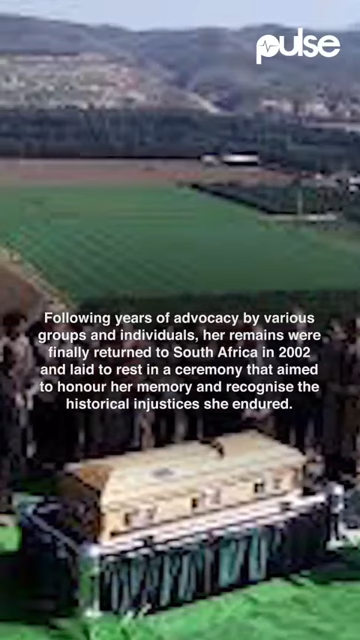 pulse
Following years of advocacy by various
groups and individuals, her remains were
finally returned to South Africa in 2002
and laid to rest in a ceremony that aimed
to honour her memory and recognise the
historical injustices she endured.